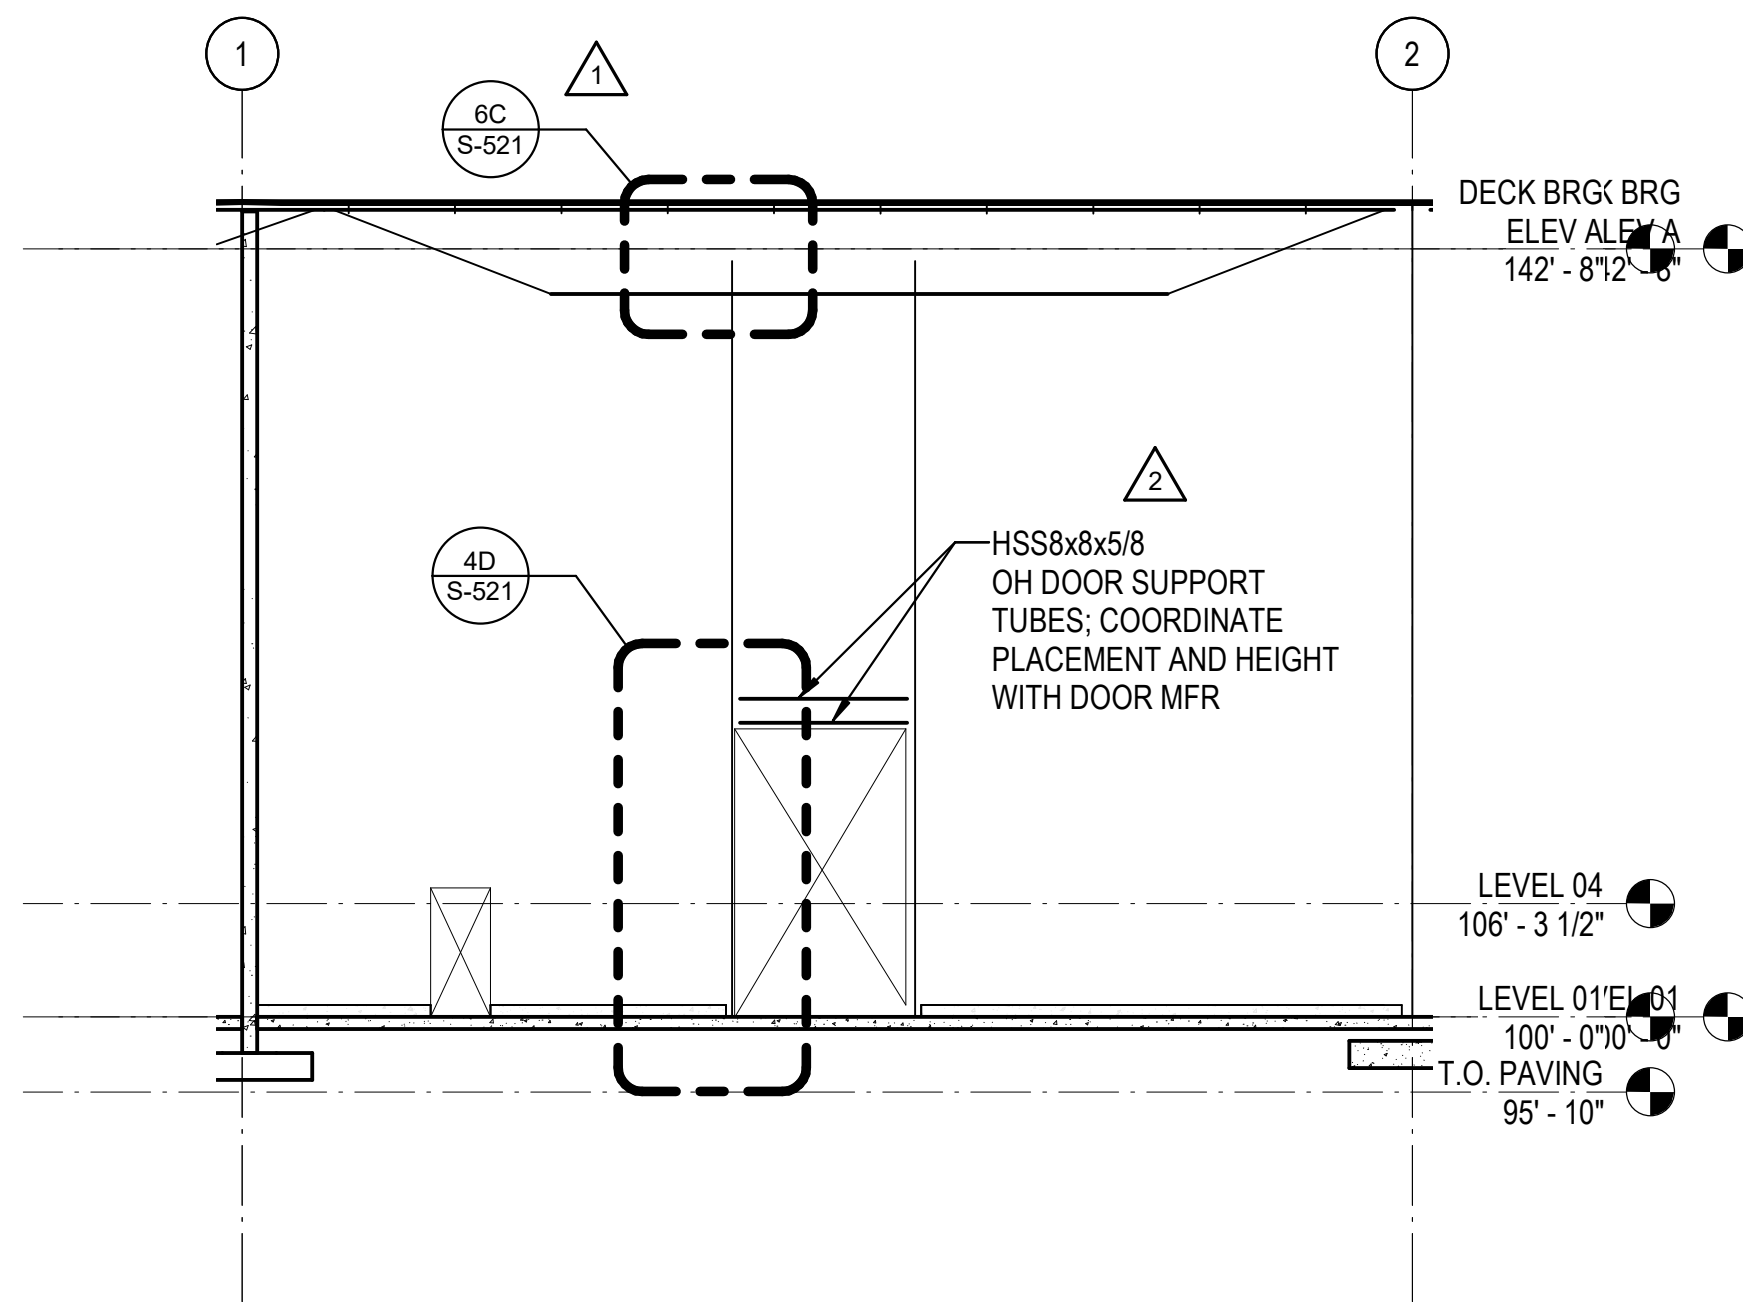 1
1
2
6C
S-521
DECK BRG
ELEV A
142' - 8"
2
HSS8x8x5/8
OH DOOR SUPPORT
TUBES; COORDINATE
PLACEMENT AND HEIGHT
WITH DOOR MFR
4D
S-521
LEVEL 04
106' - 3 1/2"
LEVEL 01
100' - 0"
T.O. PAVING
95' - 10"